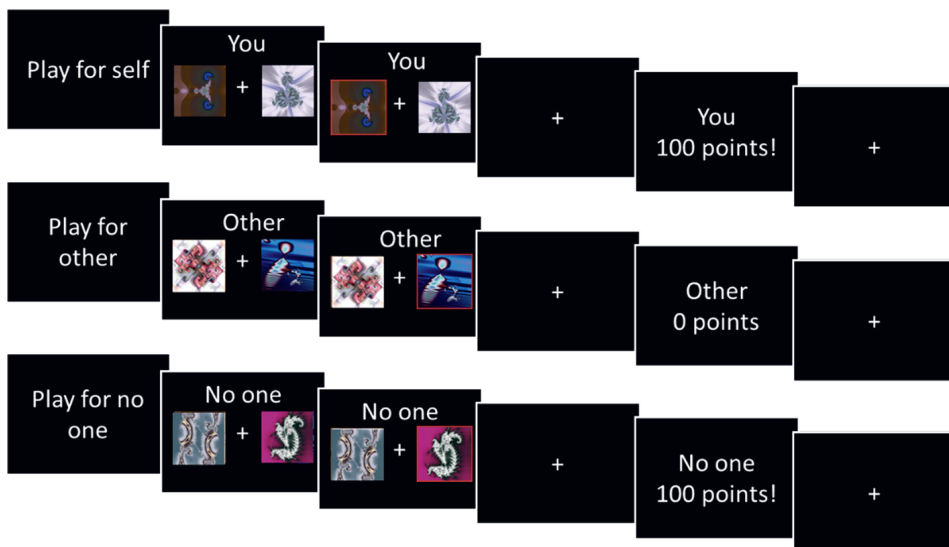 Play for self
You
+
You
+
+
You
100 points!
+
Play for
other
Other
+
Other
+
+
Other
0 points
+
Play for no
one
No one
+
No one
+
+
No one
100 points!
+